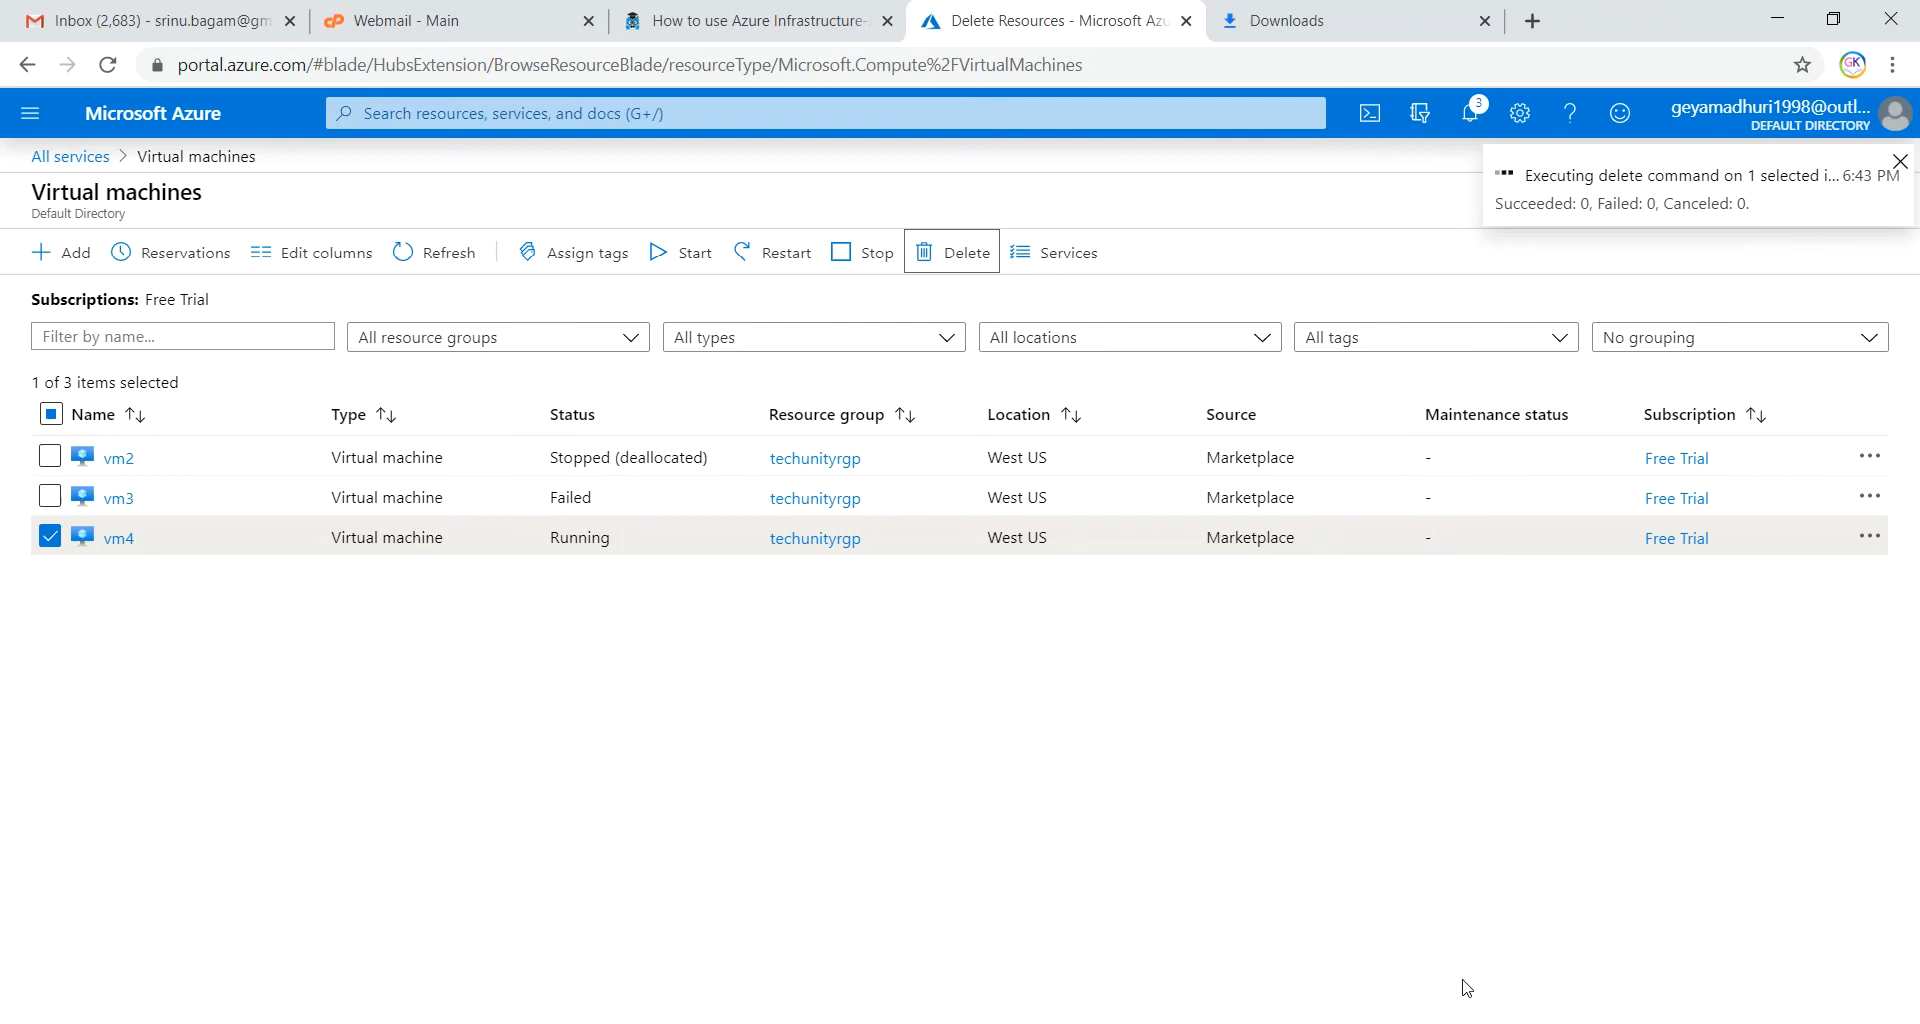 Inbox (2,683) - srinu.bagam@gm
Webmail - Main
How to use Azure Infrastructure-
Delete Resources - Microsoft Azu
Downloads
portal.azure.com/#blade/HubsExtension/BrowseResourceBlade/resourceType/Microsoft.Compute%2FVirtualMachines
GK
Microsoft Azure
Search resources, services, and docs (G+/)
3
geyamadhuri1998@outl...
DEFAULT DIRECTORY
All services > Virtual machines
Executing delete command on 1 selected i... 6:43 PM
Succeeded: 0, Failed: 0, Canceled: 0.
Virtual machines
Default Directory
Add Reservations Edit columns Refresh Assign tags Start Restart Stop Delete Services
Subscriptions: Free Trial
Filter by name... All resource groups All types All locations All tags No grouping
1 of 3 items selected
Name Type Status Resource group Location Source Maintenance status Subscription
vm2 Virtual machine Stopped (deallocated) techunityrgp West US Marketplace - Free Trial ...
vm3 Virtual machine Failed techunityrgp West US Marketplace - Free Trial ...
vm4 Virtual machine Running techunityrgp West US Marketplace - Free Trial ...